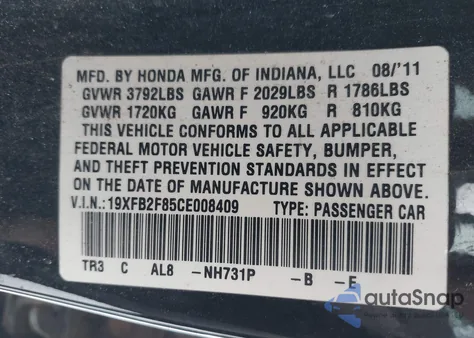 MFD. BY HONDA MFG. OF INDIANA, LLC 08/'11
GVWR 3792LBS GAWR F 2029LBS R 1786LBS
GVWR 1720KG GAWR F 920KG R 810KG
THIS VEHICLE CONFORMS TO ALL APPLICABLE
FEDERAL MOTOR VEHICLE SAFETY, BUMPER,
AND THEFT PREVENTION STANDARDS IN EFFECT
ON THE DATE OF MANUFACTURE SHOWN ABOVE.
V.I.N.: 19XFB2F85CE008409 TYPE: PASSENGER CAR
TR3 C AL8 -NH731P -B -E
autaSnap